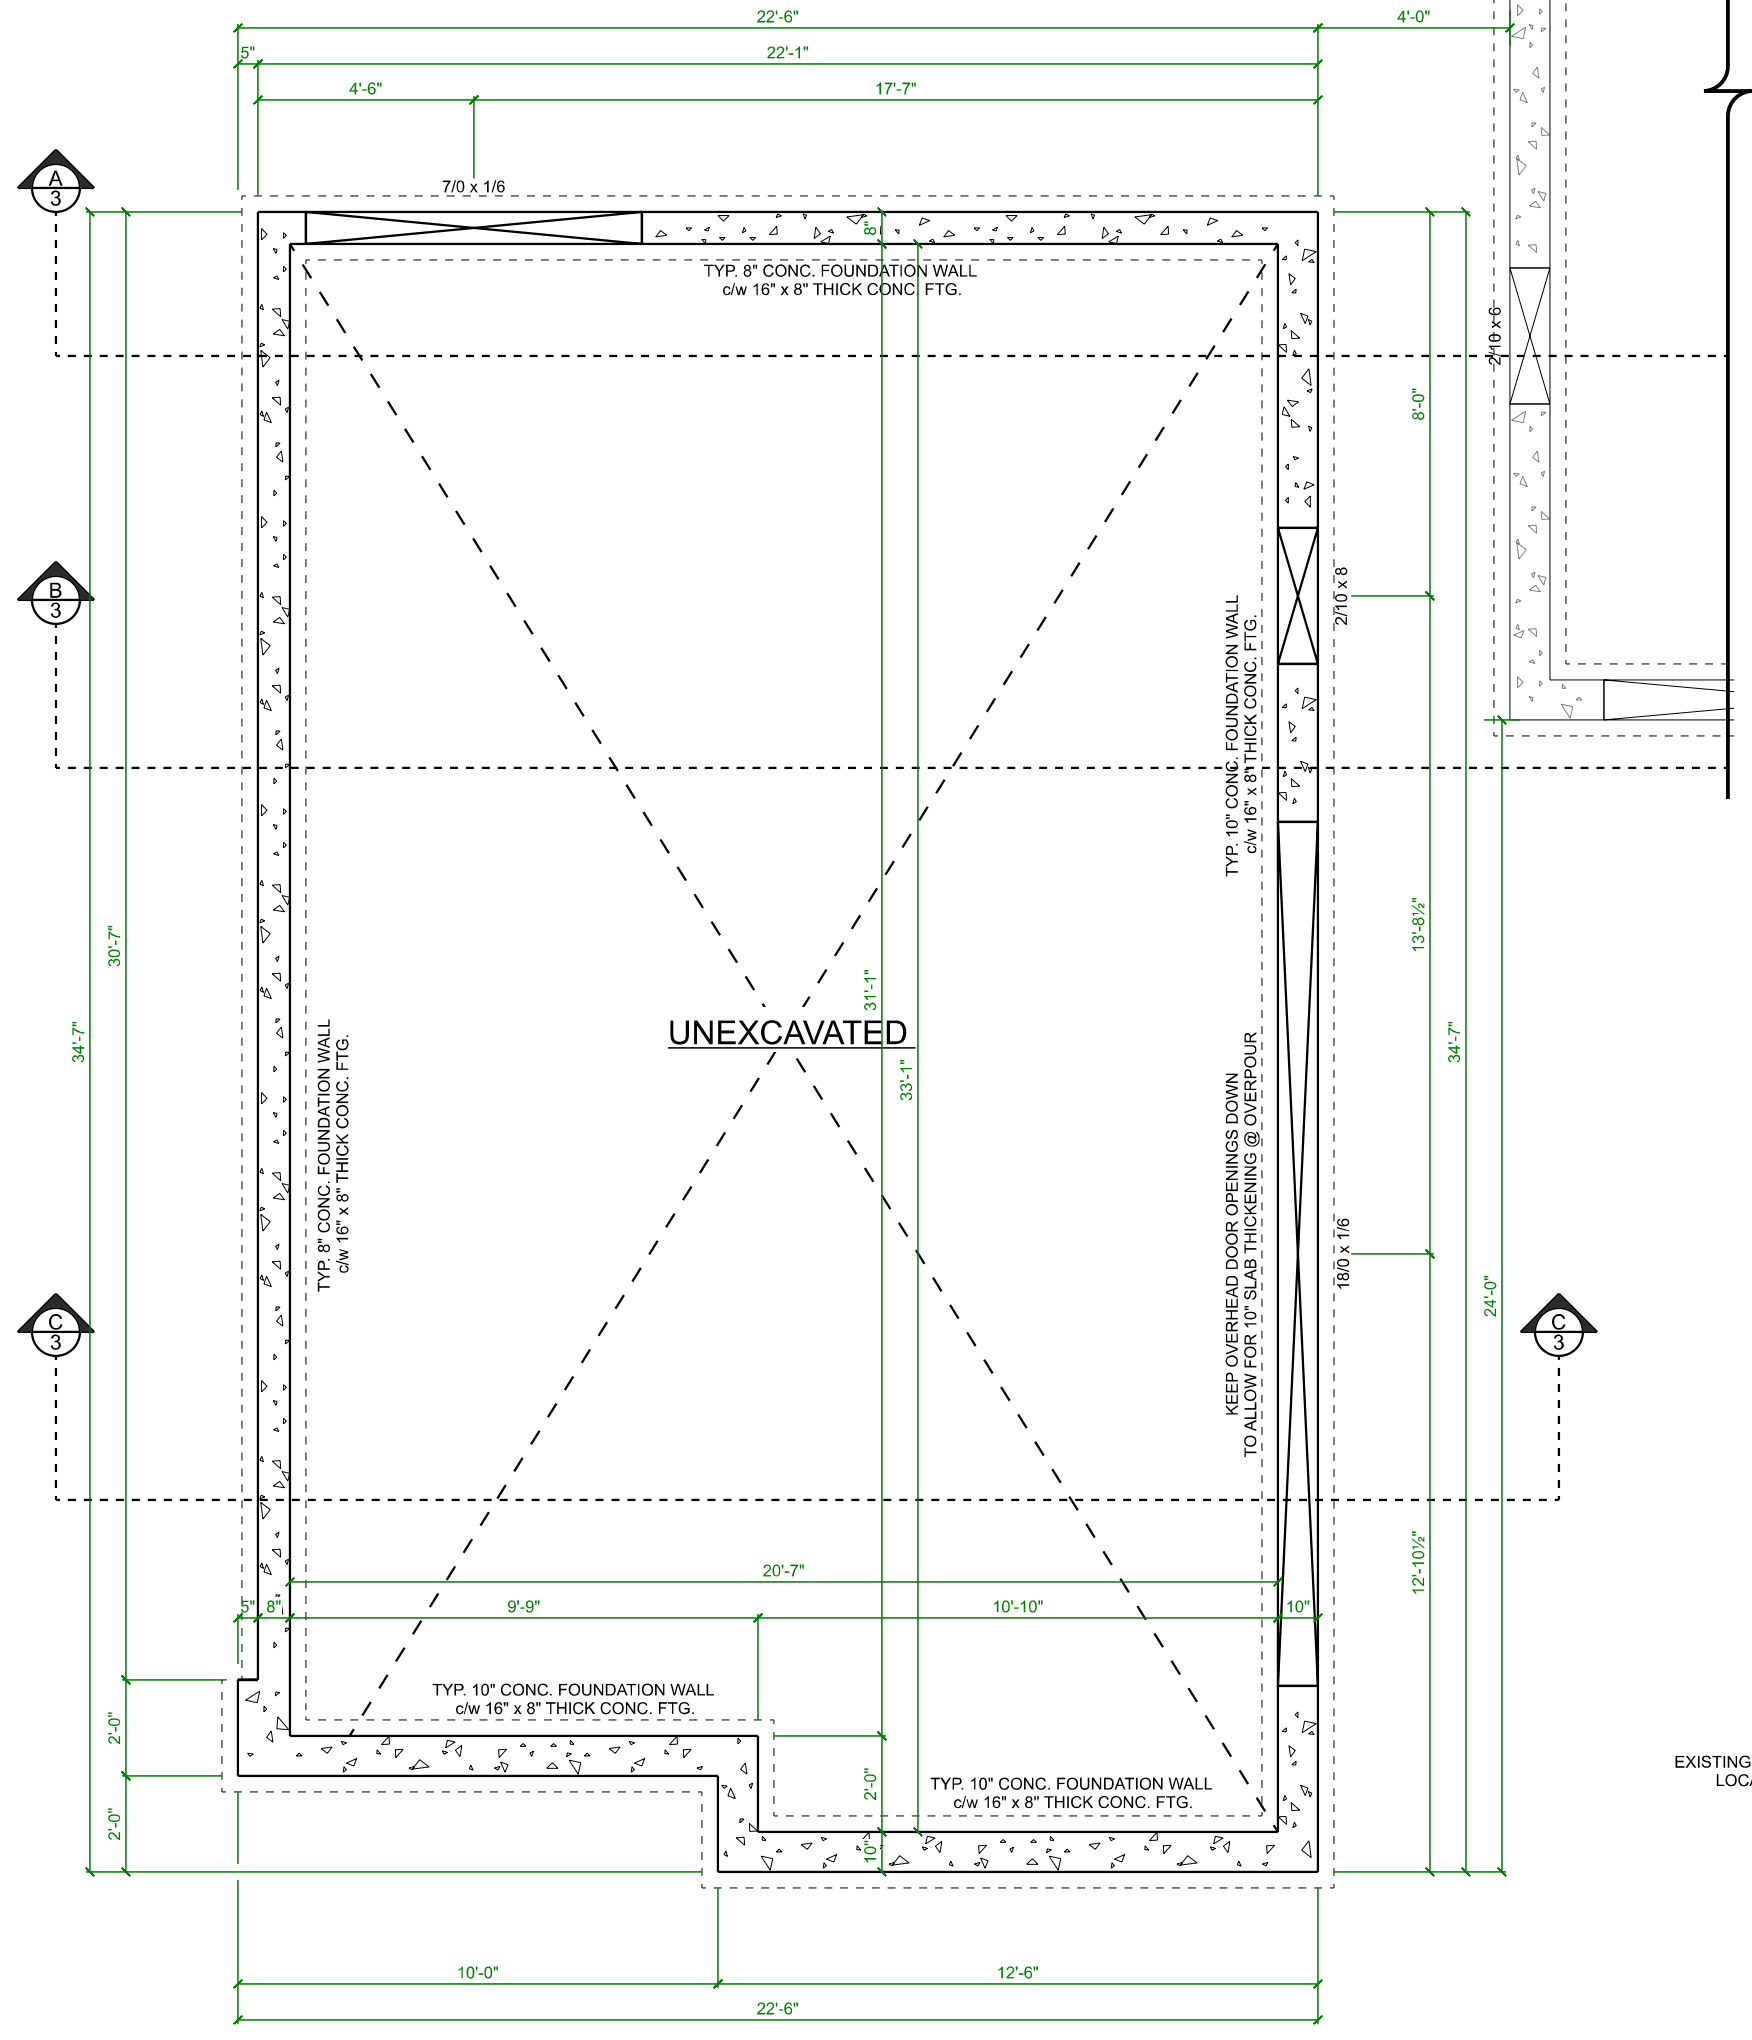 22'-6"
4'-0"
5"
22'-1"
4'-6"
17'-7"
A
3
7/0 x 1/6
8"
TYP. 8" CONC. FOUNDATION WALL
c/w 16" x 8" THICK CONC. FTG.
2/10 x 6
8'-0"
B
3
2/10 x 8
TYP. 10" CONC. FOUNDATION WALL
c/w 16" x 8" THICK CONC. FTG.
30'-7"
13'-8½"
34'-7"
31'-1"
UNEXCAVATED
33'-1"
34'-7"
TYP. 8" CONC. FOUNDATION WALL
c/w 16" x 8" THICK CONC. FTG.
KEEP OVERHEAD DOOR OPENINGS DOWN
TO ALLOW FOR 10" SLAB THICKENING @ OVERPOUR
18/0 x 1/6
24'-0"
C
3
C
3
12'-10½"
20'-7"
5"
8"
9'-9"
10'-10"
10"
TYP. 10" CONC. FOUNDATION WALL
c/w 16" x 8" THICK CONC. FTG.
2'-0"
2'-0"
TYP. 10" CONC. FOUNDATION WALL
c/w 16" x 8" THICK CONC. FTG.
2'-0"
10"
EXISTING
LOCA
10'-0"
12'-6"
22'-6"